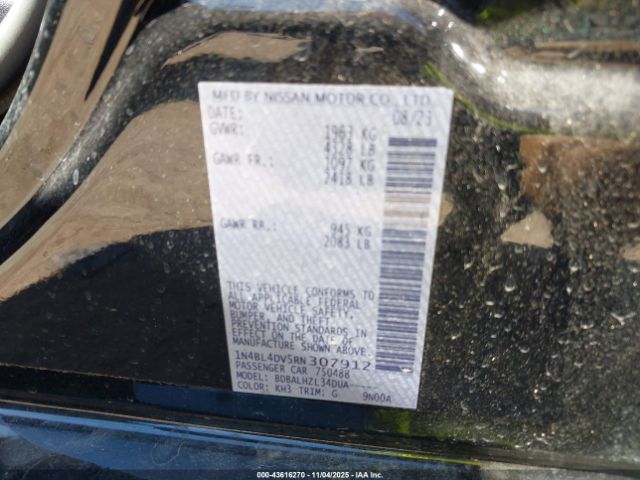 MFD BY NISSAN MOTOR CO., LTD.
DATE: 08/23
GVWR: 1963 KG
4328 LB
GAWR FR.: 1097 KG
2418 LB
GAWR RR.: 945 KG
2083 LB
THIS VEHICLE CONFORMS TO
ALL APPLICABLE FEDERAL
MOTOR VEHICLE SAFETY,
BUMPER, AND THEFT
PREVENTION STANDARDS IN
EFFECT ON THE DATE OF
MANUFACTURE SHOWN ABOVE.
1N4BL4DV5RN307912
PASSENGER CAR 750488
MODEL: BDBALHZL34DUA-----
COLOR: KH3 TRIM: G 9N00A
000-43616270 - 11/04/2025 - IAAI.COM